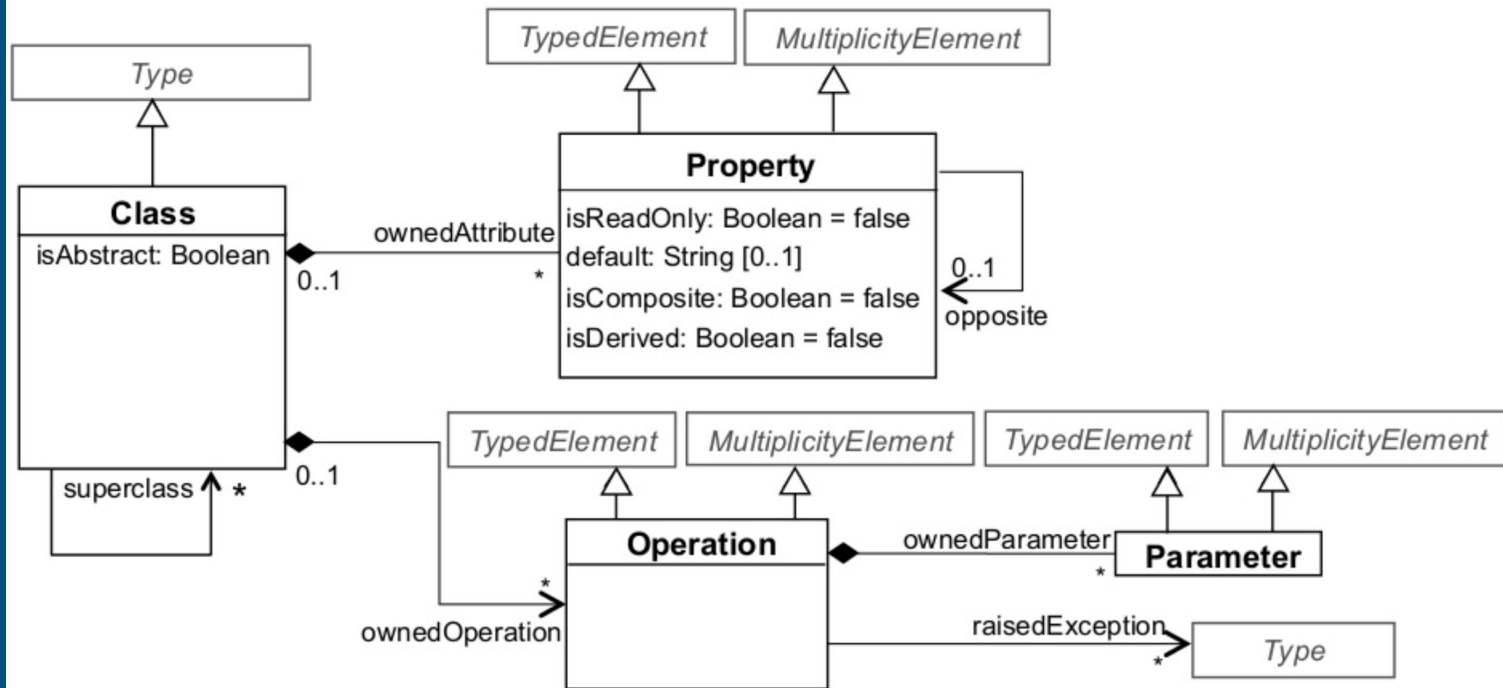 TypedElement
MultiplicityElement
Type
Property
Class
isReadOnly: Boolean = false
ownedAttribute
isAbstract: Boolean
default: String [0..1]
0..1
*
0..1
isComposite: Boolean = false
opposite
isDerived: Boolean = false
TypedElement
MultiplicityElement
TypedElement
MultiplicityElement
0..1
superclass
*
Operation
ownedParameter
Parameter
*
*
ownedOperation
raisedException
*
Type